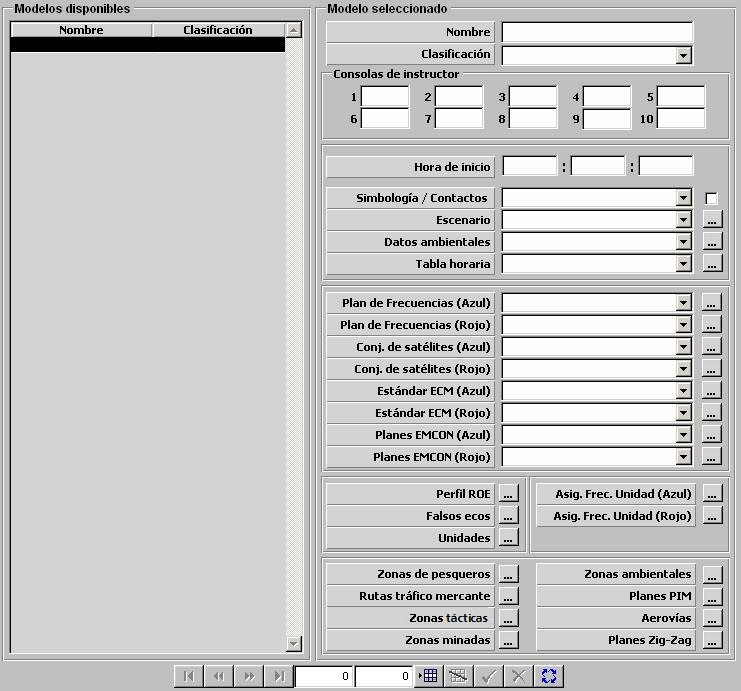 Modelos disponibles
Nombre Clasificación
Modelo seleccionado
Nombre
Clasificación
Consolas de instructor
1 2 3 4 5
6 7 8 9 10
Hora de inicio : :
Simbología / Contactos
Escenario ...
Datos ambientales ...
Tabla horaria ...
Plan de Frecuencias (Azul) ...
Plan de Frecuencias (Rojo) ...
Conj. de satélites (Azul) ...
Conj. de satélites (Rojo) ...
Estándar ECM (Azul) ...
Estándar ECM (Rojo) ...
Planes EMCON (Azul) ...
Planes EMCON (Rojo) ...
Perfil ROE ... Asig. Frec. Unidad (Azul) ...
Falsos ecos ... Asig. Frec. Unidad (Rojo) ...
Unidades ...
Zonas de pesqueros ... Zonas ambientales ...
Rutas tráfico mercante ... Planes PIM ...
Zonas tácticas ... Aerovías ...
Zonas minadas ... Planes Zig-Zag ...
0 0